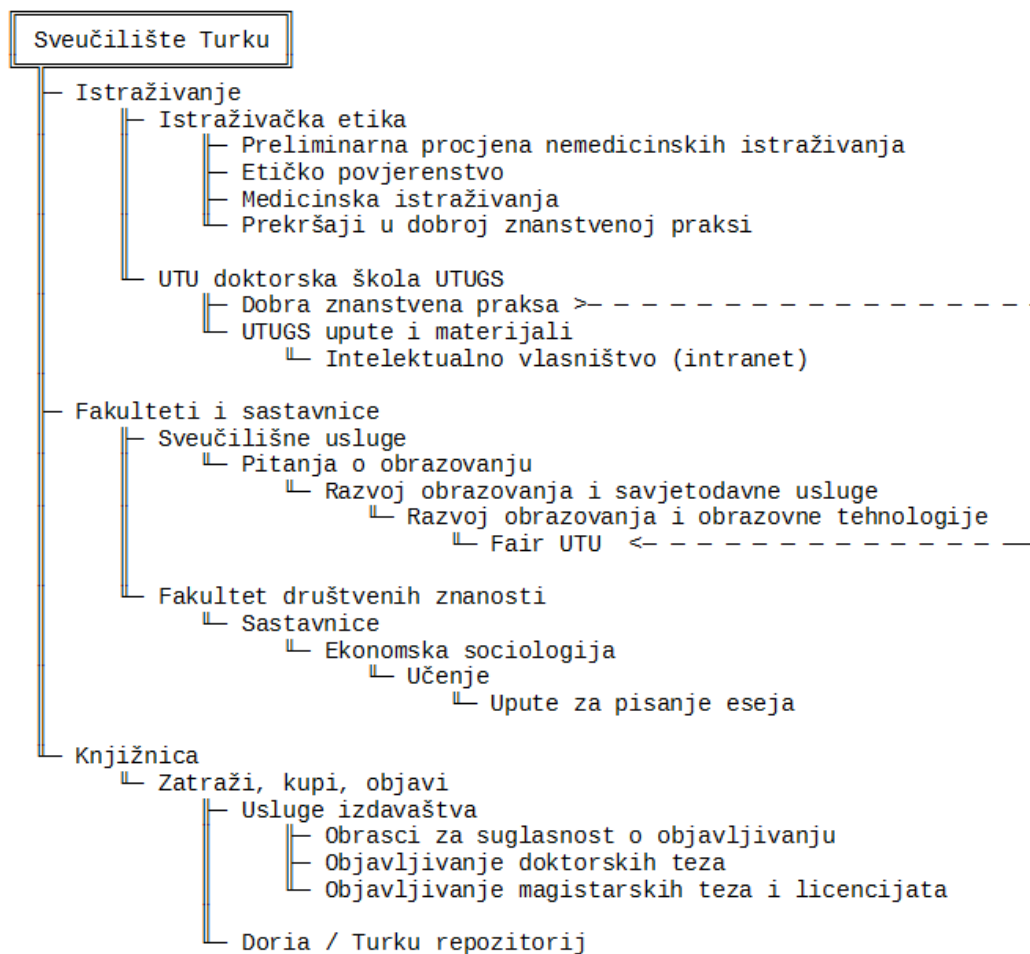 Sveučilište Turku
Istraživanje
Istraživačka etika
Preliminarna procjena nemedicinskih istraživanja
Etičko povjerenstvo
Medicinska istraživanja
Prekršaji u dobroj znanstvenoj praksi
UTU doktorska škola UTUGS
Dobra znanstvena praksa >
UTUGS upute i materijali
Intelektualno vlasništvo (intranet)
Fakulteti i sastavnice
Sveučilišne usluge
Pitanja o obrazovanju
Razvoj obrazovanja i savjetodavne usluge
Razvoj obrazovanja i obrazovne tehnologije
Fair UTU <
Fakultet društvenih znanosti
Sastavnice
Ekonomska sociologija
Učenje
Upute za pisanje eseja
Knjižnica
Zatraži, kupi, objavi
Usluge izdavaštva
Obrasci za suglasnost o objavljivanju
Objavljivanje doktorskih teza
Objavljivanje magistarskih teza i licencijata
Doria / Turku repozitorij